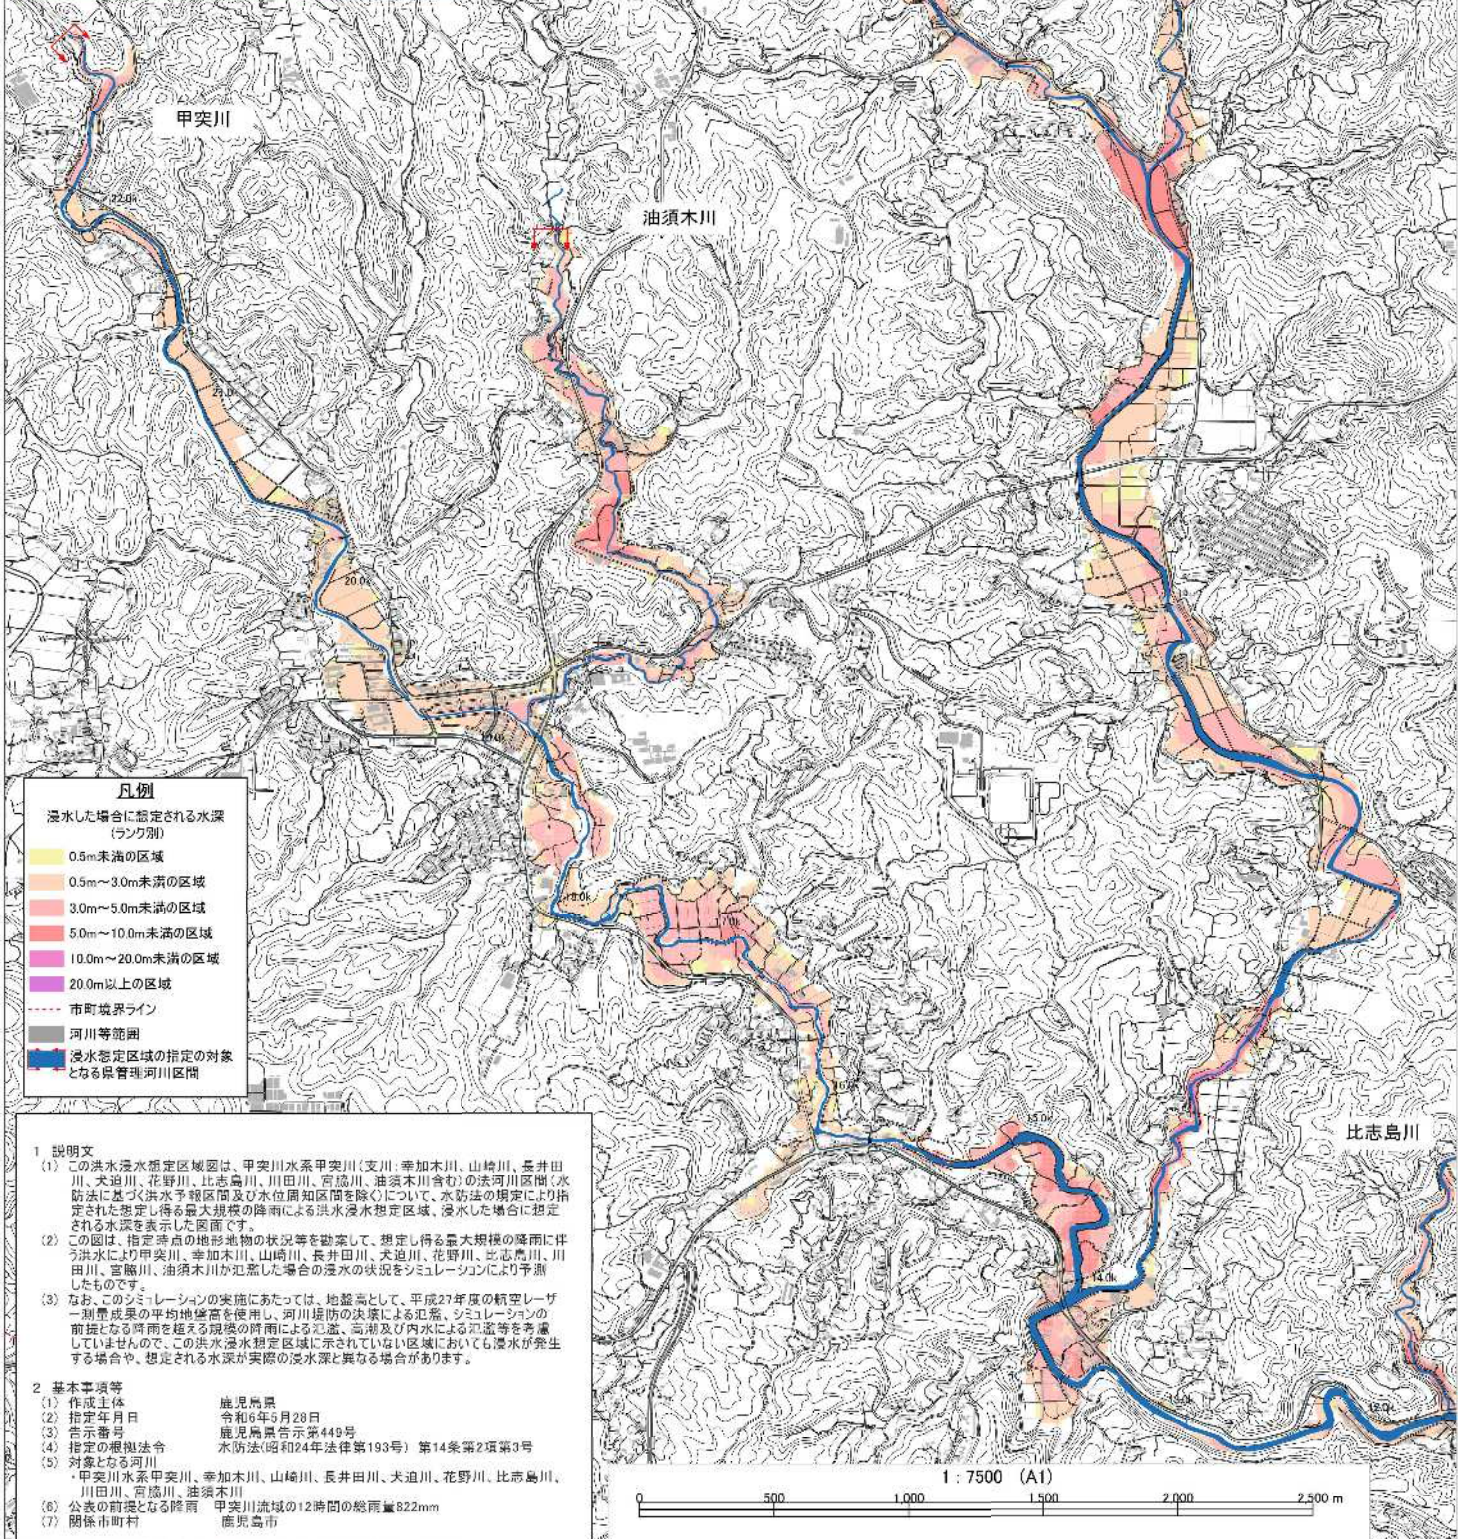 甲突川
22.0k
油須木川
21.0k
20.0k
凡例
浸水した場合に想定される水深
(ランク別)
0.5m未満の区域
0.5m～3.0m未満の区域
3.0m～5.0m未満の区域
5.0m～10.0m未満の区域
10.0m～20.0m未満の区域
20.0m以上の区域
市町境界ライン
河川等範囲
浸水想定区域の指定の対象
となる県管理河川区間
18.0k
17.0k
15.0k
比志島川
14.0k
13.0k
12.0k
1 説明文
(1) この洪水浸水想定区域図は、甲突川水系甲突川(支川:幸加木川、山崎川、長井田
川、犬迫川、花野川、比志島川、川田川、宮脇川、油須木川含む)の法河川区間(水
防法に基づく洪水予報区間及び水位周知区間を除く)について、水防法の規定により指
定された想定し得る最大規模の降雨による洪水浸水想定区域、浸水した場合に想定
される水深を表示した図面です。
(2) この図は、指定時点の地形地物の状況等を勘案して、想定し得る最大規模の降雨に伴
う洪水により甲突川、幸加木川、山崎川、長井田川、犬迫川、花野川、比志島川、川
田川、宮脇川、油須木川が氾濫した場合の浸水の状況をシミュレーションにより予測
したものです。
(3) なお、このシミュレーションの実施にあたっては、地盤高として、平成27年度の航空レーザ
ー測量成果の平均地盤高を使用し、河川堤防の決壊による氾濫、シミュレーションの
前提となる降雨を超える規模の降雨による氾濫、高潮及び内水による氾濫等を考慮
していませんので、この洪水浸水想定区域に示されていない区域においても浸水が発生
する場合や、想定される水深が実際の浸水深と異なる場合があります。
2 基本事項等
(1) 作成主体 鹿児島県
(2) 指定年月日 令和6年5月28日
(3) 告示番号 鹿児島県告示第449号
(4) 指定の根拠法令 水防法(昭和24年法律第193号) 第14条第2項第3号
(5) 対象となる河川
・甲突川水系甲突川、幸加木川、山崎川、長井田川、犬迫川、花野川、比志島川、
川田川、宮脇川、油須木川
(6) 公表の前提となる降雨 甲突川流域の12時間の総雨量822mm
(7) 関係市町村 鹿児島市
1 : 7500 (A1)
0 500 1,000 1,500 2,000 2,500 m